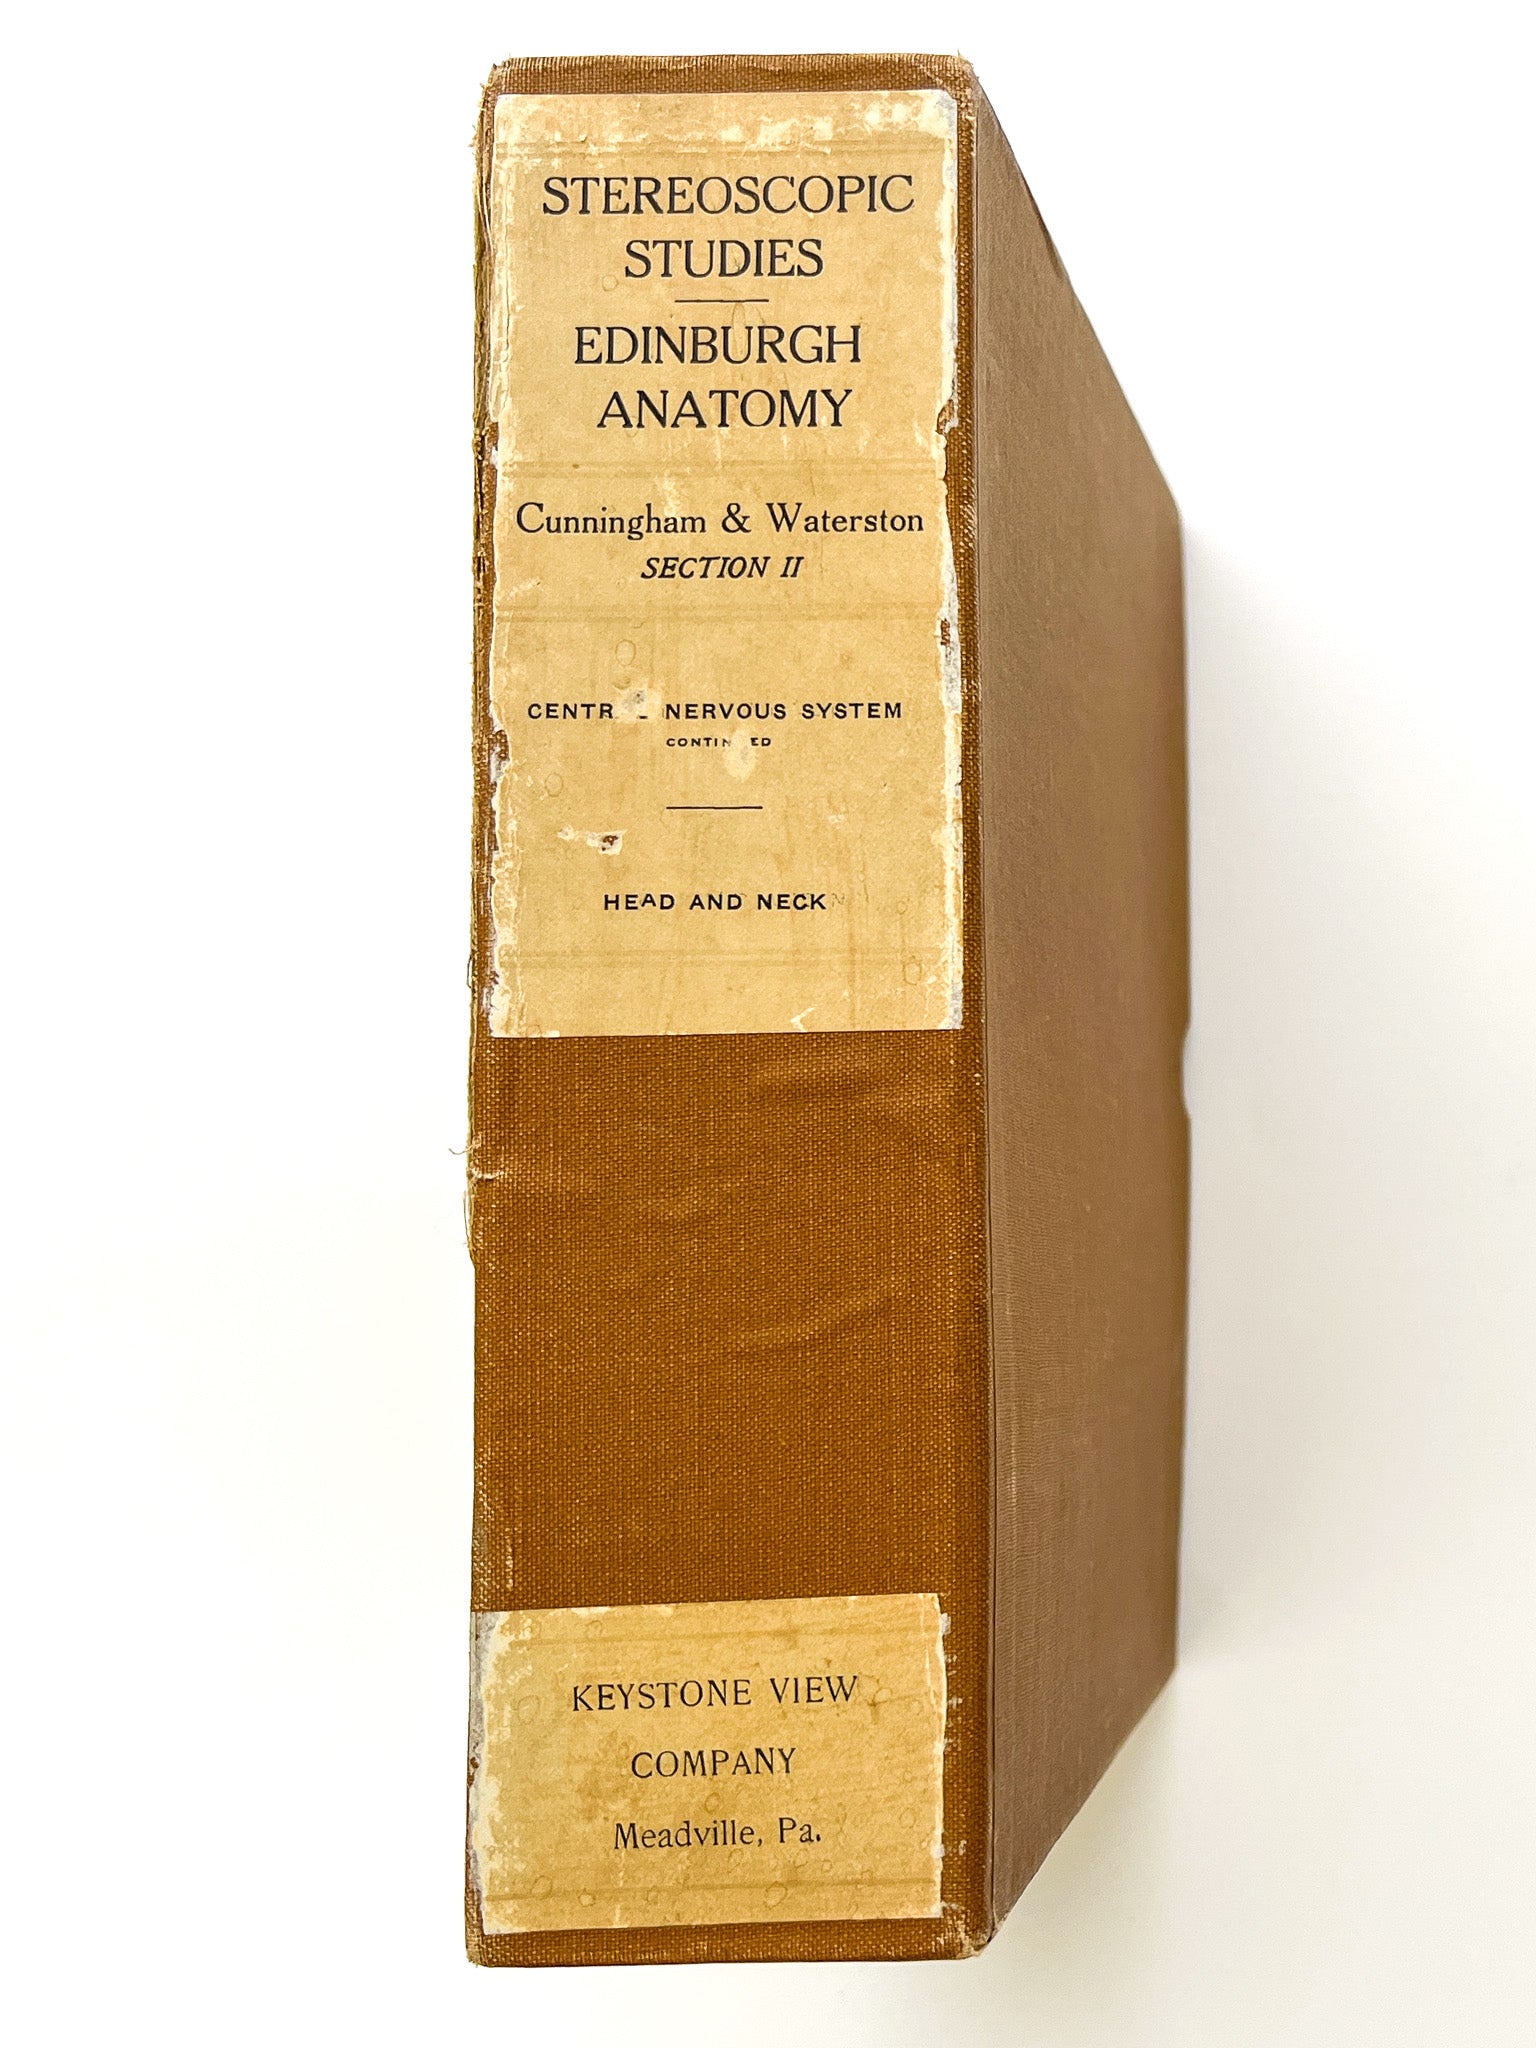 STEREOSCOPIC
STUDIES
EDINBURGH
ANATOMY
Cunningham & Waterston
SECTION II
NERVOUS SYSTEM
HEAD AND NECK
KEYSTONE VIEW
COMPANY
Meadville, Pa.